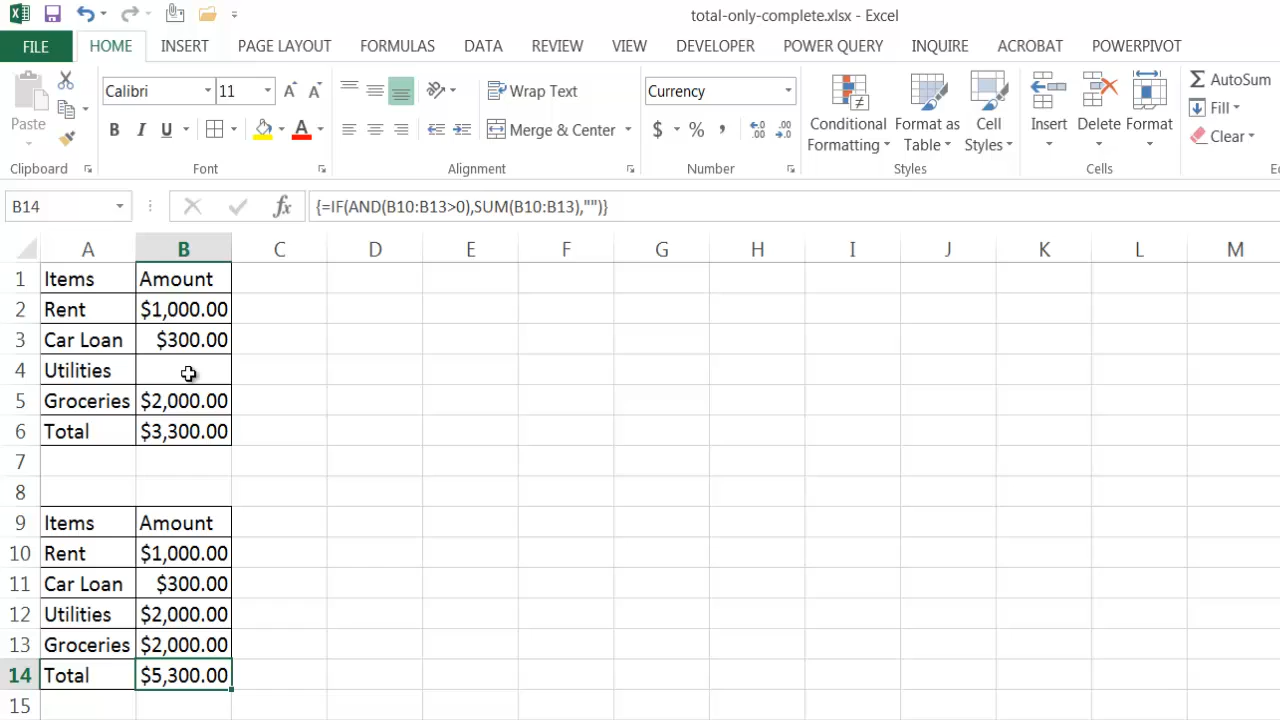 total-only-complete.xlsx - Excel
FILE HOME INSERT PAGE LAYOUT FORMULAS DATA REVIEW VIEW DEVELOPER POWER QUERY INQUIRE ACROBAT POWERPIVOT
Calibri 11 Wrap Text Currency AutoSum
Paste B I U A Merge & Center $ % , Conditional Formatting Format as Table Cell Styles Insert Delete Format Fill
Clear
Clipboard Font Alignment Number Styles Cells
B14 fx {=IF(AND(B10:B13>0),SUM(B10:B13),"")}
A B C D E F G H I J K L M
1 Items Amount
2 Rent $1,000.00
3 Car Loan $300.00
4 Utilities
5 Groceries $2,000.00
6 Total $3,300.00
7
8
9 Items Amount
10 Rent $1,000.00
11 Car Loan $300.00
12 Utilities $2,000.00
13 Groceries $2,000.00
14 Total $5,300.00
15